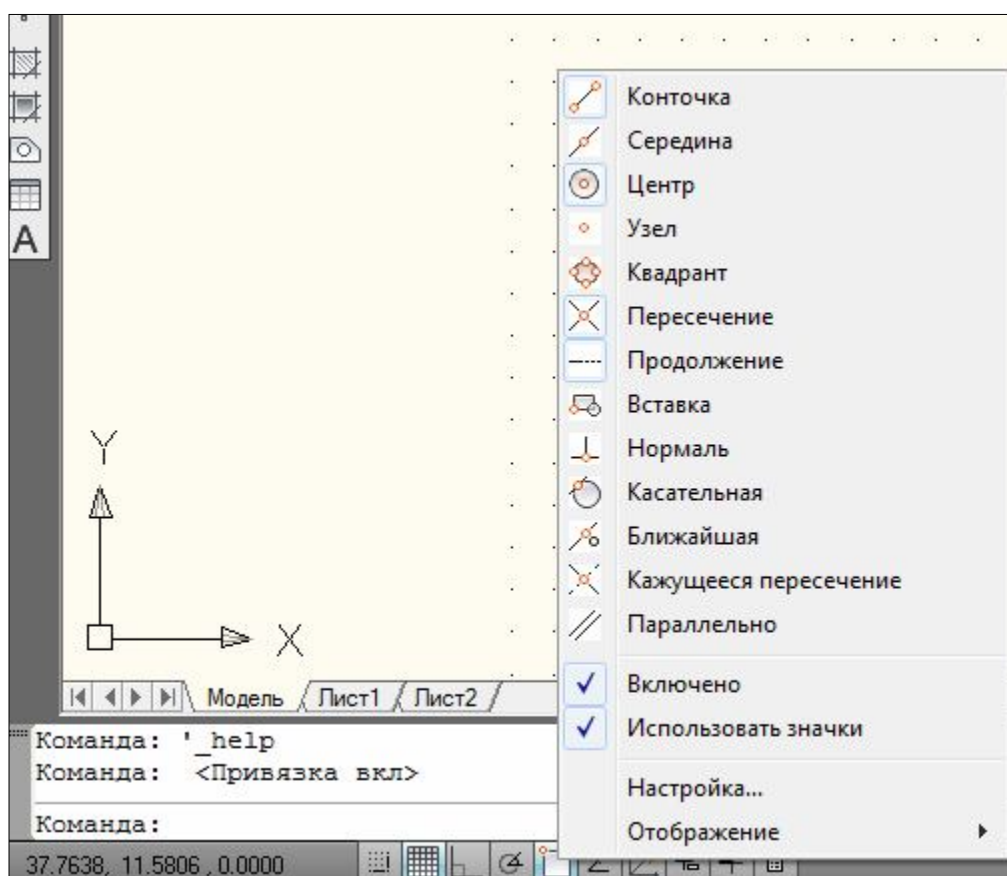 Конточка
Середина
Центр
Узел
Квадрант
Пересечение
Продолжение
Вставка
Нормаль
Касательная
Ближайшая
Кажущееся пересечение
Параллельно
Включено
Использовать значки
Настройка...
Отображение
A
Y
X
Модель Лист1 Лист2
Команда: '_help
Команда: <Привязка вкл>
Команда:
37.7638, 11.5806 , 0.0000